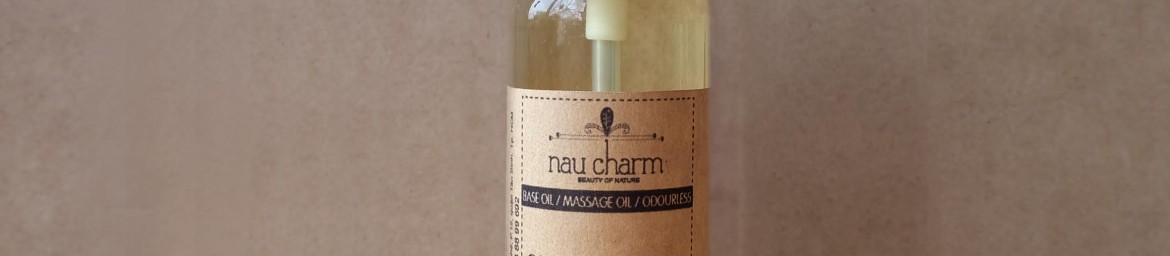 nau charm
BEAUTY OF NATURE
BASE OIL / MASSAGE OIL / ODOURLESS